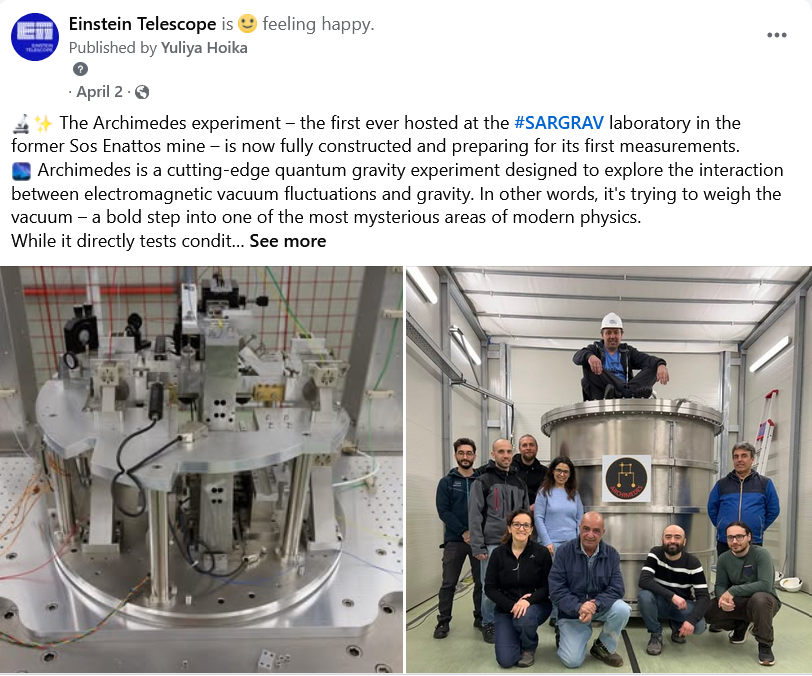 Einstein Telescope is 🙂 feeling happy.
Published by Yuliya Hoika
· April 2 ·
🔬✨ The Archimedes experiment – the first ever hosted at the #SARGRAV laboratory in the
former Sos Enattos mine – is now fully constructed and preparing for its first measurements.
🌌 Archimedes is a cutting-edge quantum gravity experiment designed to explore the interaction
between electromagnetic vacuum fluctuations and gravity. In other words, it's trying to weigh the
vacuum – a bold step into one of the most mysterious areas of modern physics.
While it directly tests condit... See more
EINSTEIN
TELESCOPE
ARCHIMEDES